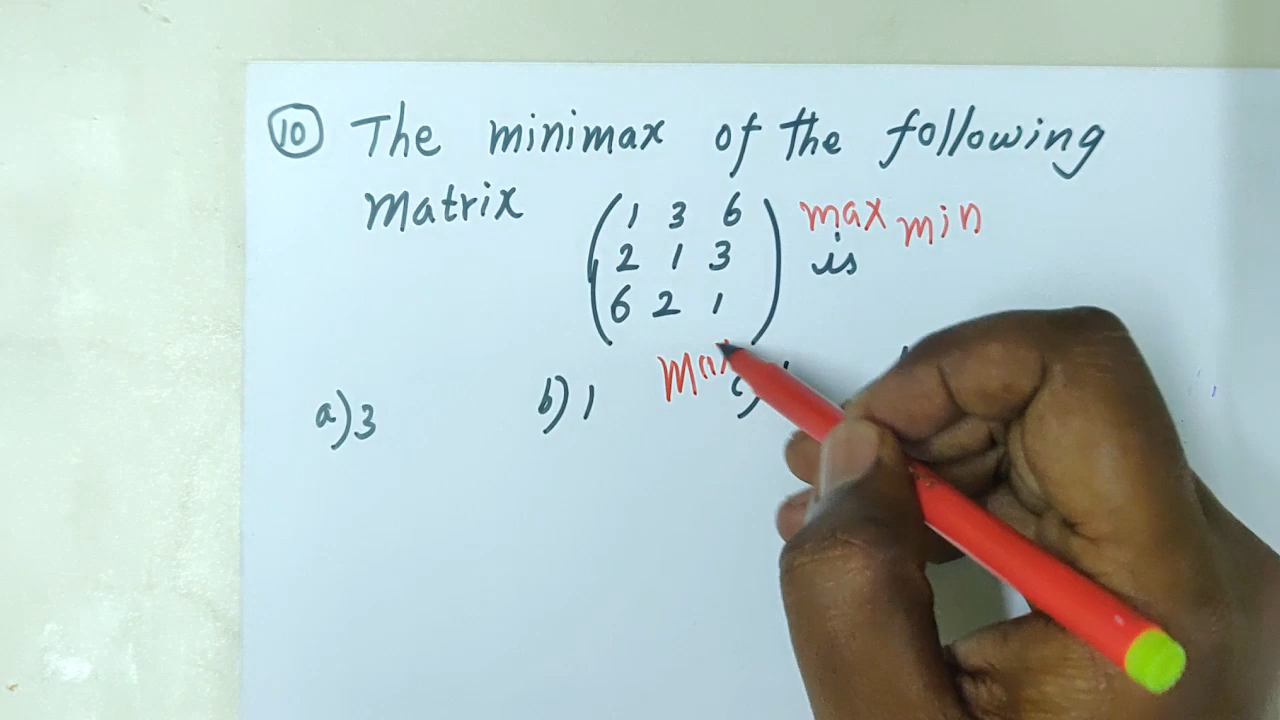 10 The minimax of the following
Matrix
1 3 6 max min
2 1 3 is
6 2 1
max
a) 3 b) 1 c)